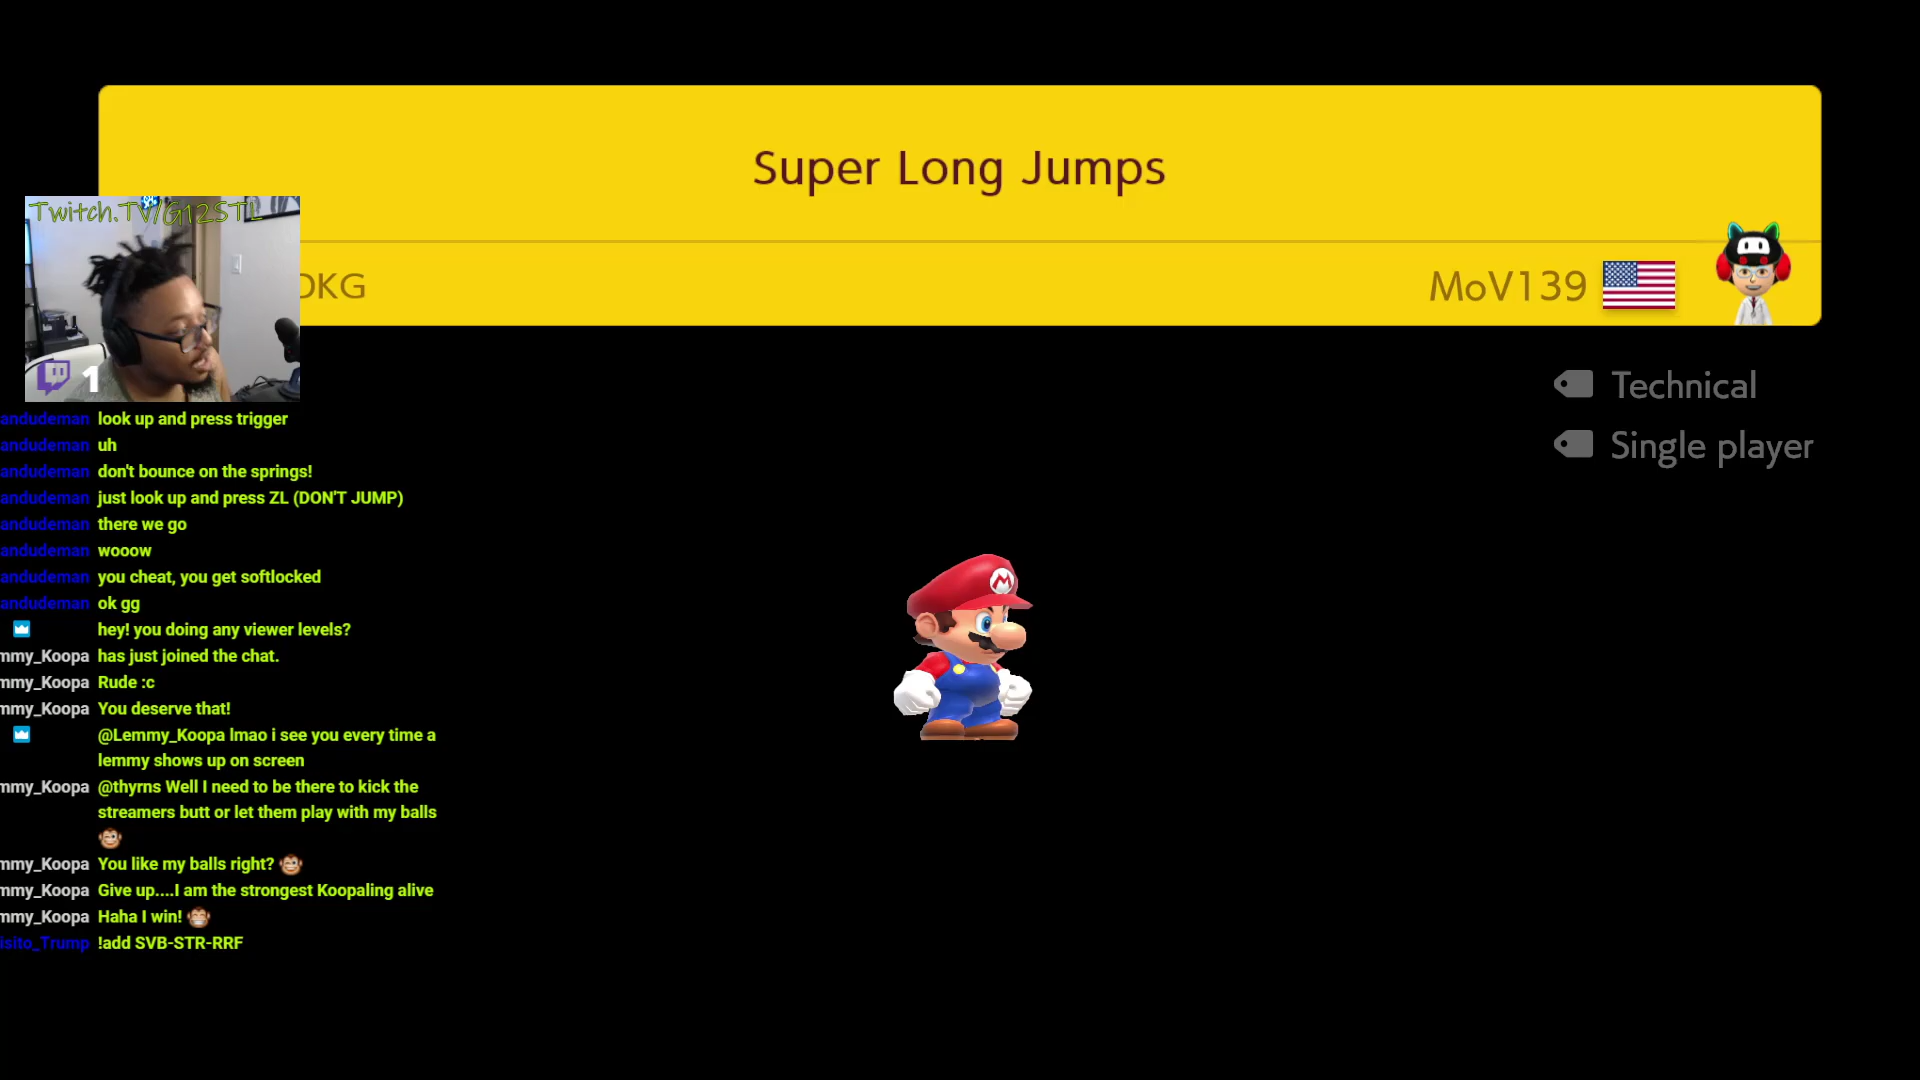 Super Long Jumps
Twitch.TV/G12STL
DKG
MoV139
1
Technical
Single player
andudeman look up and press trigger
andudeman uh
andudeman don't bounce on the springs!
andudeman just look up and press ZL (DON'T JUMP)
andudeman there we go
andudeman wooow
andudeman you cheat, you get softlocked
andudeman ok gg
hey! you doing any viewer levels?
mmy_Koopa has just joined the chat.
mmy_Koopa Rude :c
mmy_Koopa You deserve that!
@Lemmy_Koopa lmao i see you every time a
lemmy shows up on screen
mmy_Koopa @thyrns Well I need to be there to kick the
streamers butt or let them play with my balls
mmy_Koopa You like my balls right?
mmy_Koopa Give up....I am the strongest Koopaling alive
mmy_Koopa Haha I win!
isito_Trump !add SVB-STR-RRF
M